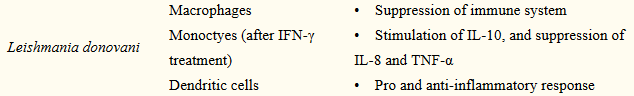 Leishmania donovani
Macrophages
Monoctyes (after IFN-γ
treatment)
Dendritic cells
• Suppression of immune system
• Stimulation of IL-10, and suppression of
IL-8 and TNF-α
• Pro and anti-inflammatory response